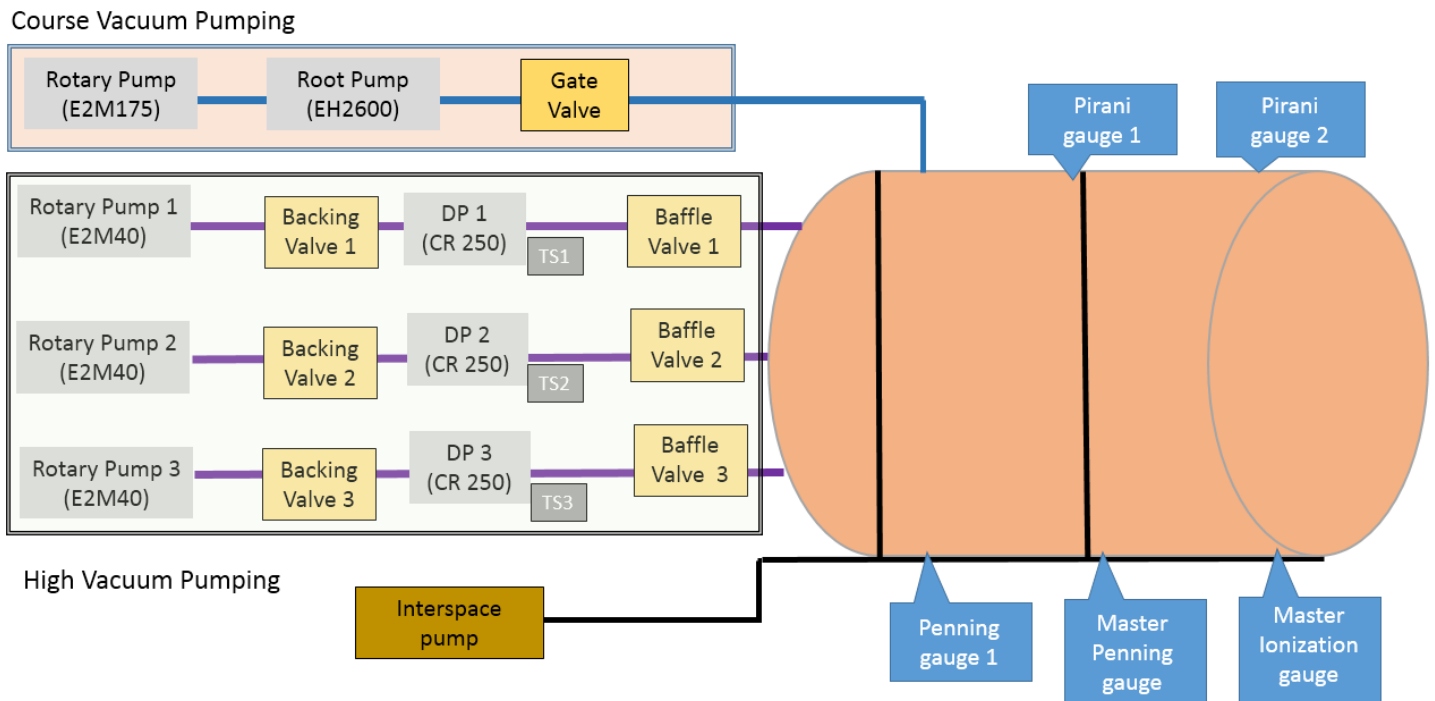 Course Vacuum Pumping
Rotary Pump
(E2M175)
Root Pump
(EH2600)
Gate
Valve
Pirani
gauge 1
Pirani
gauge 2
Rotary Pump 1
(E2M40)
Backing
Valve 1
DP 1
(CR 250)
TS1
Baffle
Valve 1
Rotary Pump 2
(E2M40)
Backing
Valve 2
DP 2
(CR 250)
TS2
Baffle
Valve 2
Rotary Pump 3
(E2M40)
Backing
Valve 3
DP 3
(CR 250)
TS3
Baffle
Valve 3
High Vacuum Pumping
Interspace
pump
Penning
gauge 1
Master
Penning
gauge
Master
Ionization
gauge